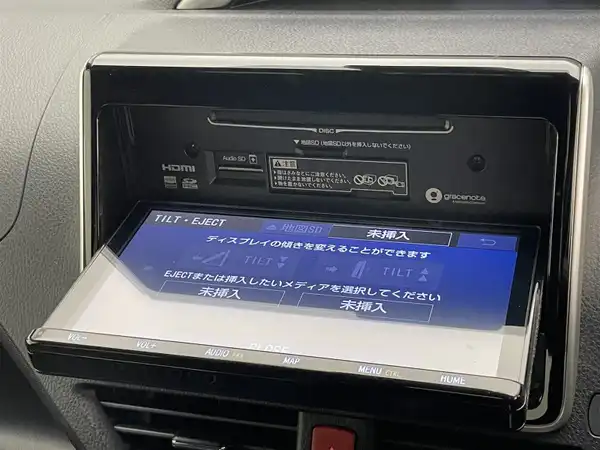 DISC
▼ 地図SD (地図SD以外を挿入しないでください)
HDMI
Audio SD
⚠注意
gracenote
TILT・EJECT
地図SD
未挿入
ディスプレイの傾きを変えることができます
TILT
TILT
EJECTまたは挿入したいメディアを選択してください
未挿入
未挿入
CLOSE
VOL- VOL+ AUDIO MAP MENU HOME